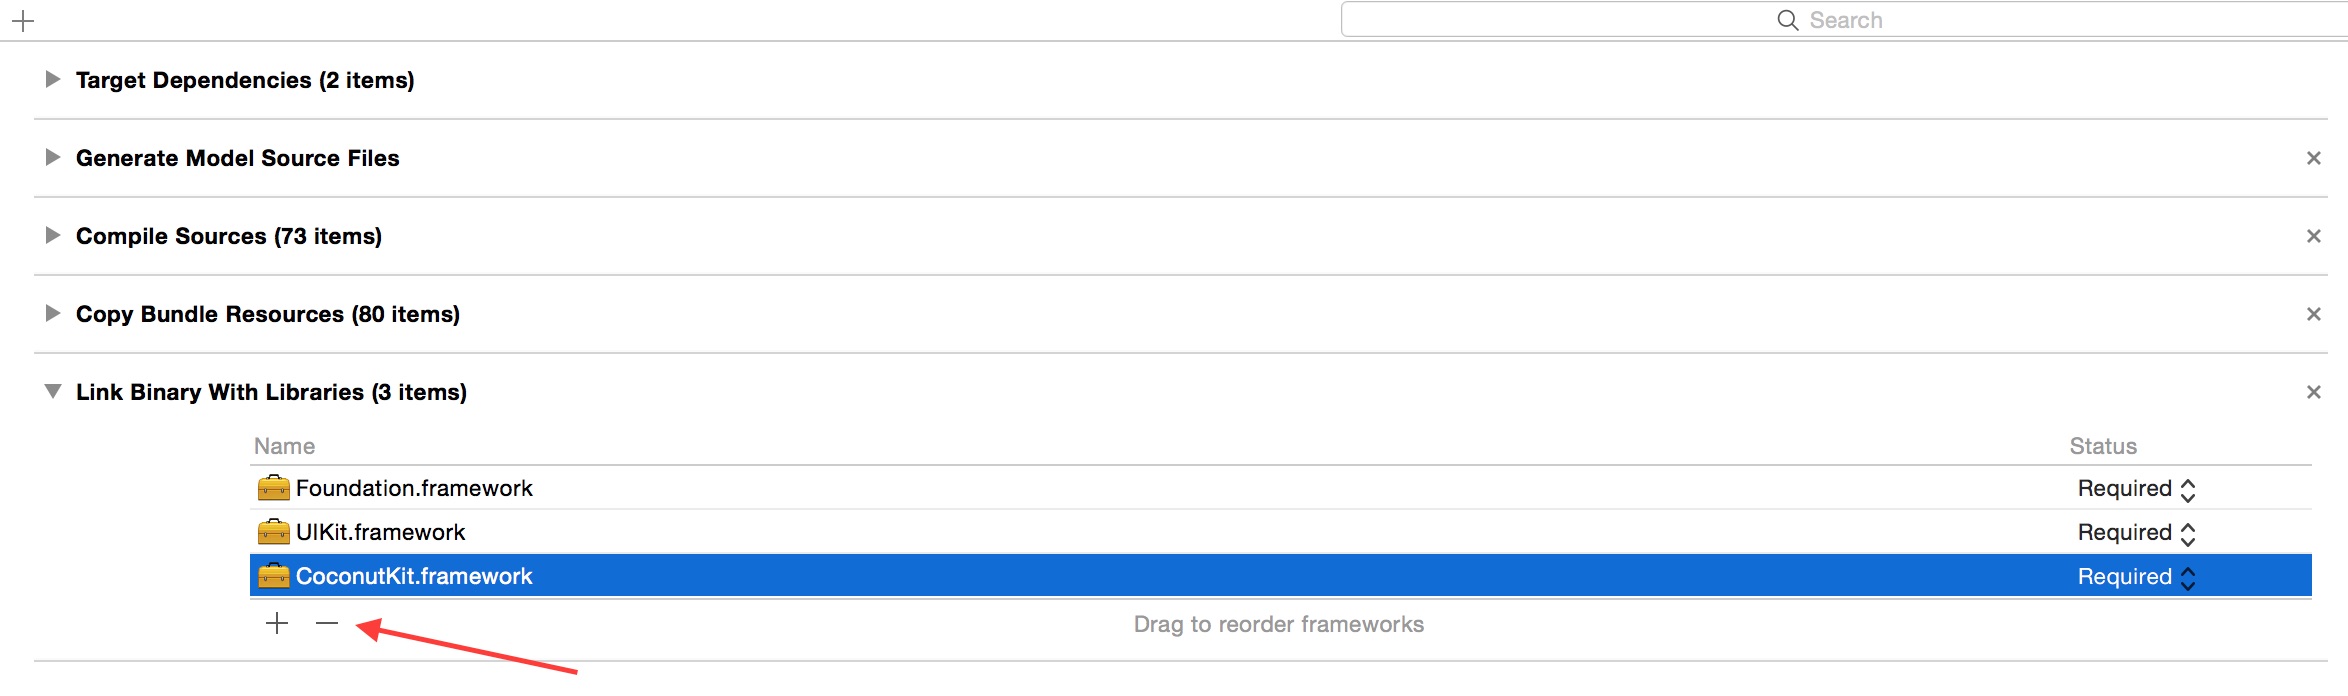 Search
Target Dependencies (2 items)
Generate Model Source Files
Compile Sources (73 items)
Copy Bundle Resources (80 items)
Link Binary With Libraries (3 items)
Name Status
Foundation.framework Required
UIKit.framework Required
CoconutKit.framework Required
Drag to reorder frameworks